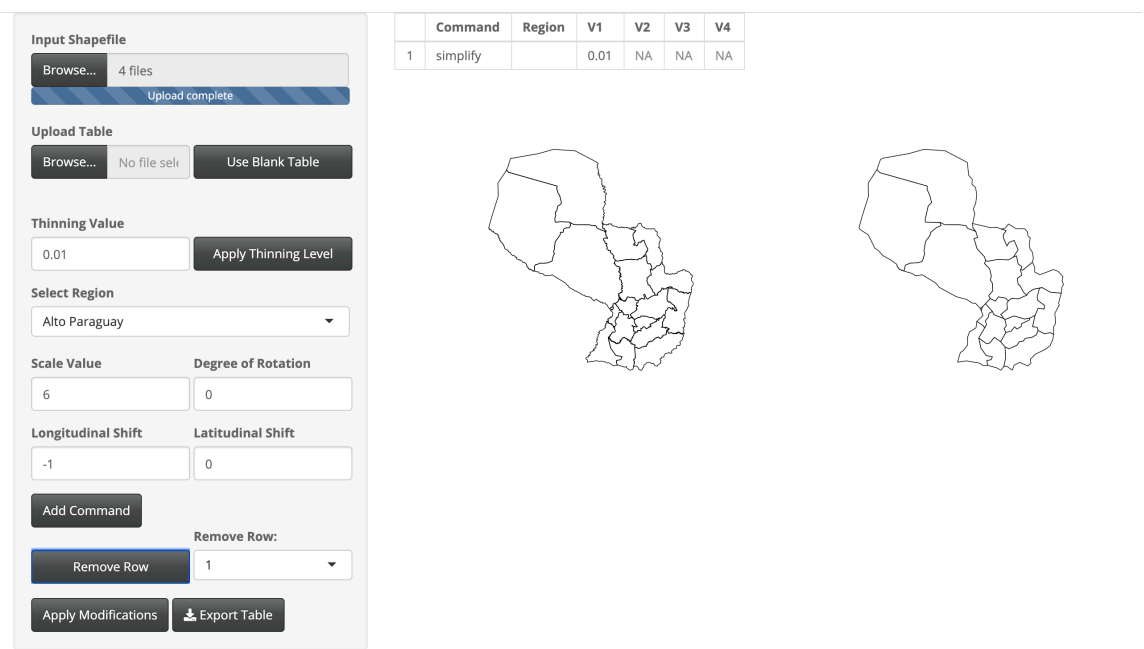 Input Shapefile
Browse... 4 files
Upload complete
Upload Table
Browse... No file sele Use Blank Table
Thinning Value
0.01 Apply Thinning Level
Select Region
Alto Paraguay
Scale Value Degree of Rotation
6 0
Longitudinal Shift Latitudinal Shift
-1 0
Add Command
Remove Row:
Remove Row 1
Apply Modifications Export Table
Command Region V1 V2 V3 V4
1 simplify 0.01 NA NA NA